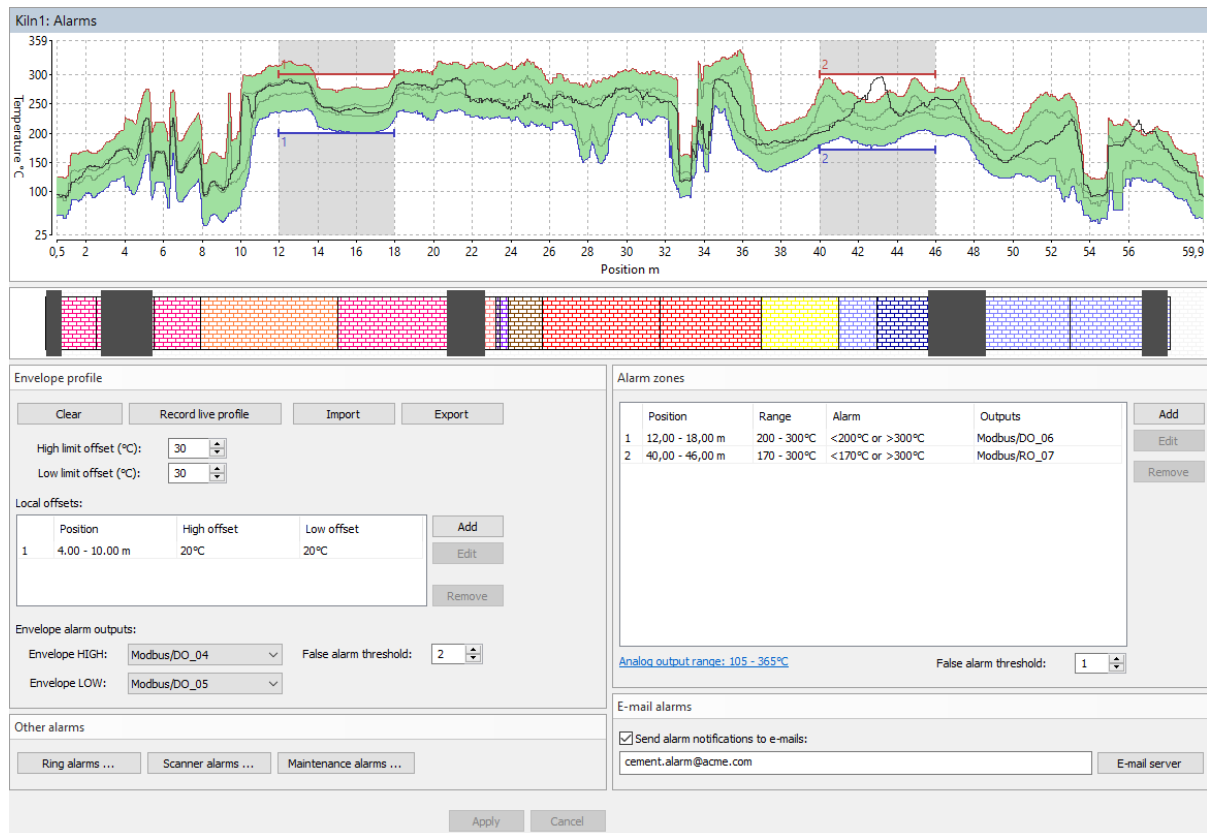 Kiln1: Alarms
359
300
250
200
150
100
25
Temperature °C
1
1
2
2
0,5 2 4 6 8 10 12 14 16 18 20 22 24 26 28 30 32 34 36 38 40 42 44 46 48 50 52 54 56 59,9
Position m
Envelope profile
Clear Record live profile Import Export
High limit offset (°C): 30
Low limit offset (°C): 30
Local offsets:
Position High offset Low offset
1 4.00 - 10.00 m 20°C 20°C
Add
Edit
Remove
Envelope alarm outputs:
Envelope HIGH: Modbus/DO_04 False alarm threshold: 2
Envelope LOW: Modbus/DO_05
Other alarms
Ring alarms ... Scanner alarms ... Maintenance alarms ...
Alarm zones
Position Range Alarm Outputs
1 12,00 - 18,00 m 200 - 300°C <200°C or >300°C Modbus/DO_06
2 40,00 - 46,00 m 170 - 300°C <170°C or >300°C Modbus/RO_07
Add
Edit
Remove
Analog output range: 105 - 365°C False alarm threshold: 1
E-mail alarms
Send alarm notifications to e-mails:
cement.alarm@acme.com E-mail server
Apply Cancel